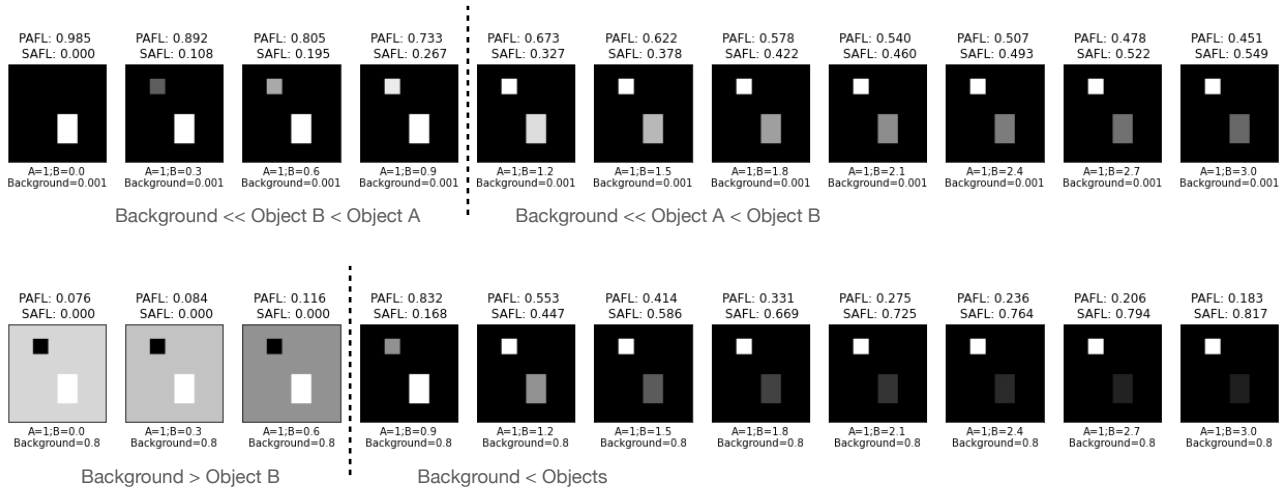 PAFL: 0.985 PAFL: 0.892 PAFL: 0.805 PAFL: 0.733 PAFL: 0.673 PAFL: 0.622 PAFL: 0.578 PAFL: 0.540 PAFL: 0.507 PAFL: 0.478 PAFL: 0.451
SAFL: 0.000 SAFL: 0.108 SAFL: 0.195 SAFL: 0.267 SAFL: 0.327 SAFL: 0.378 SAFL: 0.422 SAFL: 0.460 SAFL: 0.493 SAFL: 0.522 SAFL: 0.549
A=1;B=0.0 A=1;B=0.3 A=1;B=0.6 A=1;B=0.9 A=1;B=1.2 A=1;B=1.5 A=1;B=1.8 A=1;B=2.1 A=1;B=2.4 A=1;B=2.7 A=1;B=3.0
Background=0.001 Background=0.001 Background=0.001 Background=0.001 Background=0.001 Background=0.001 Background=0.001 Background=0.001 Background=0.001 Background=0.001 Background=0.001
Background << Object B < Object A Background << Object A < Object B
PAFL: 0.076 PAFL: 0.084 PAFL: 0.116 PAFL: 0.832 PAFL: 0.553 PAFL: 0.414 PAFL: 0.331 PAFL: 0.275 PAFL: 0.236 PAFL: 0.206 PAFL: 0.183
SAFL: 0.000 SAFL: 0.000 SAFL: 0.000 SAFL: 0.168 SAFL: 0.447 SAFL: 0.586 SAFL: 0.669 SAFL: 0.725 SAFL: 0.764 SAFL: 0.794 SAFL: 0.817
A=1;B=0.0 A=1;B=0.3 A=1;B=0.6 A=1;B=0.9 A=1;B=1.2 A=1;B=1.5 A=1;B=1.8 A=1;B=2.1 A=1;B=2.4 A=1;B=2.7 A=1;B=3.0
Background=0.8 Background=0.8 Background=0.8 Background=0.8 Background=0.8 Background=0.8 Background=0.8 Background=0.8 Background=0.8 Background=0.8 Background=0.8
Background > Object B Background < Objects